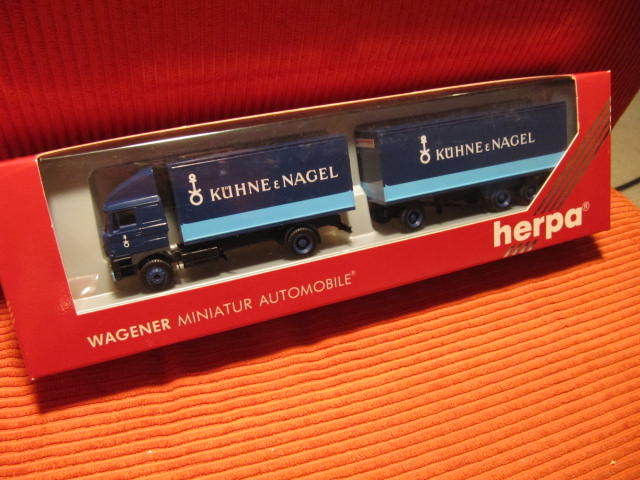 KÜHNE & NAGEL
KÜHNE & NAGEL
herpa®
WAGENER MINIATUR AUTOMOBILE®